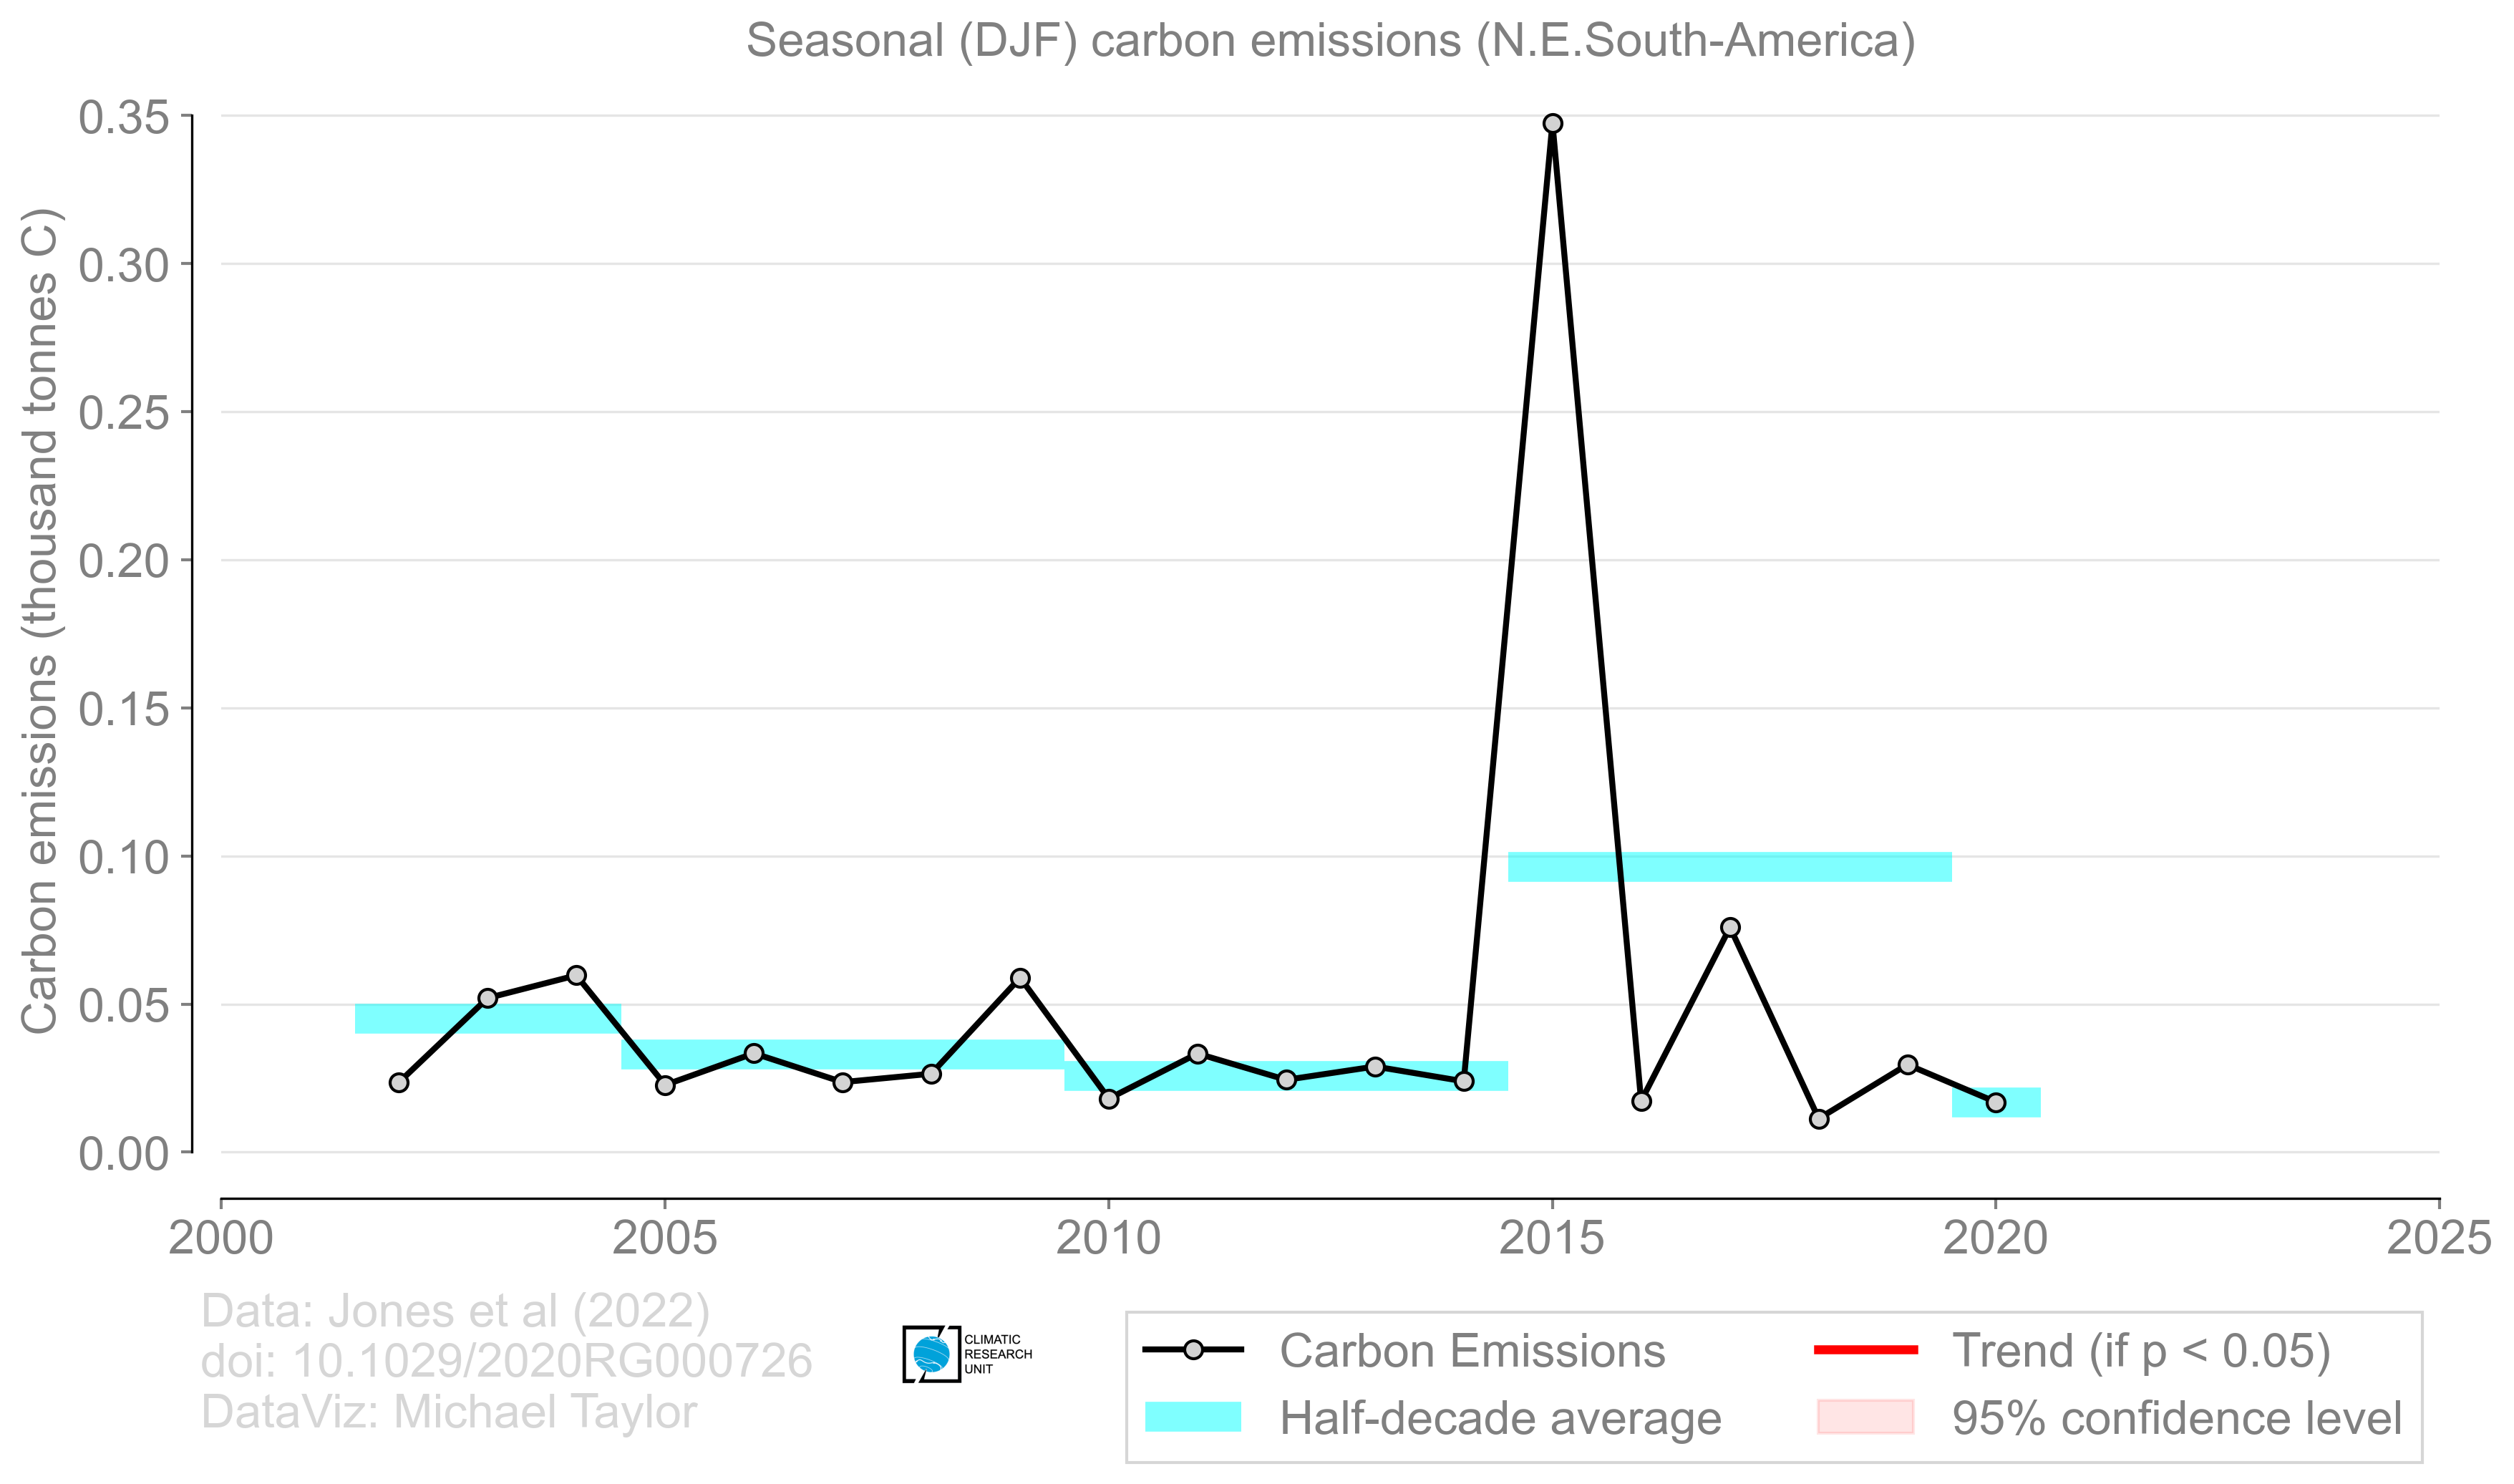 Seasonal (DJF) carbon emissions (N.E.South-America)
Carbon emissions (thousand tonnes C)
0.35
0.30
0.25
0.20
0.15
0.10
0.05
0.00
2000 2005 2010 2015 2020 2025
Data: Jones et al (2022)
doi: 10.1029/2020RG000726
DataViz: Michael Taylor
CLIMATIC
RESEARCH
UNIT
Carbon Emissions
Half-decade average
Trend (if p < 0.05)
95% confidence level